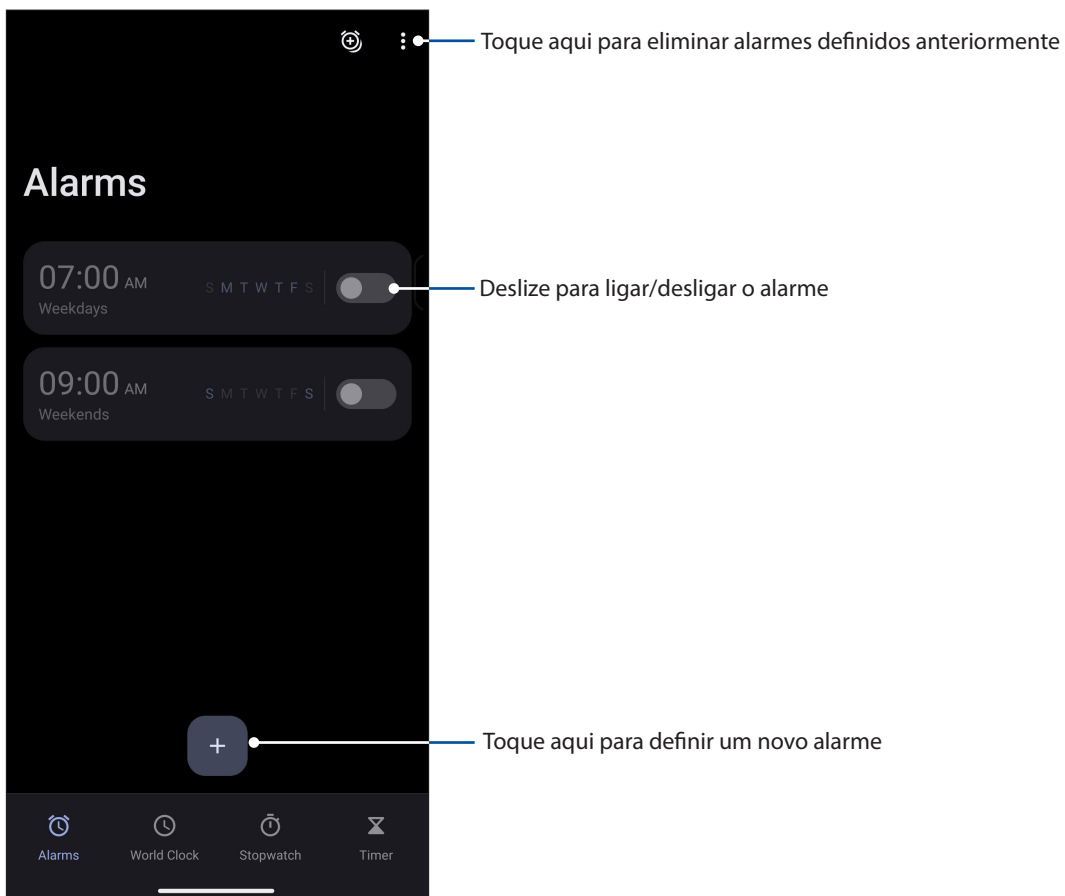 Toque aqui para eliminar alarmes definidos anteriormente
Alarms
07:00 AM
S M T W T F S
Weekdays
Deslize para ligar/desligar o alarme
09:00 AM
S M T W T F S
Weekends
+
Toque aqui para definir um novo alarme
Alarms
World Clock
Stopwatch
Timer